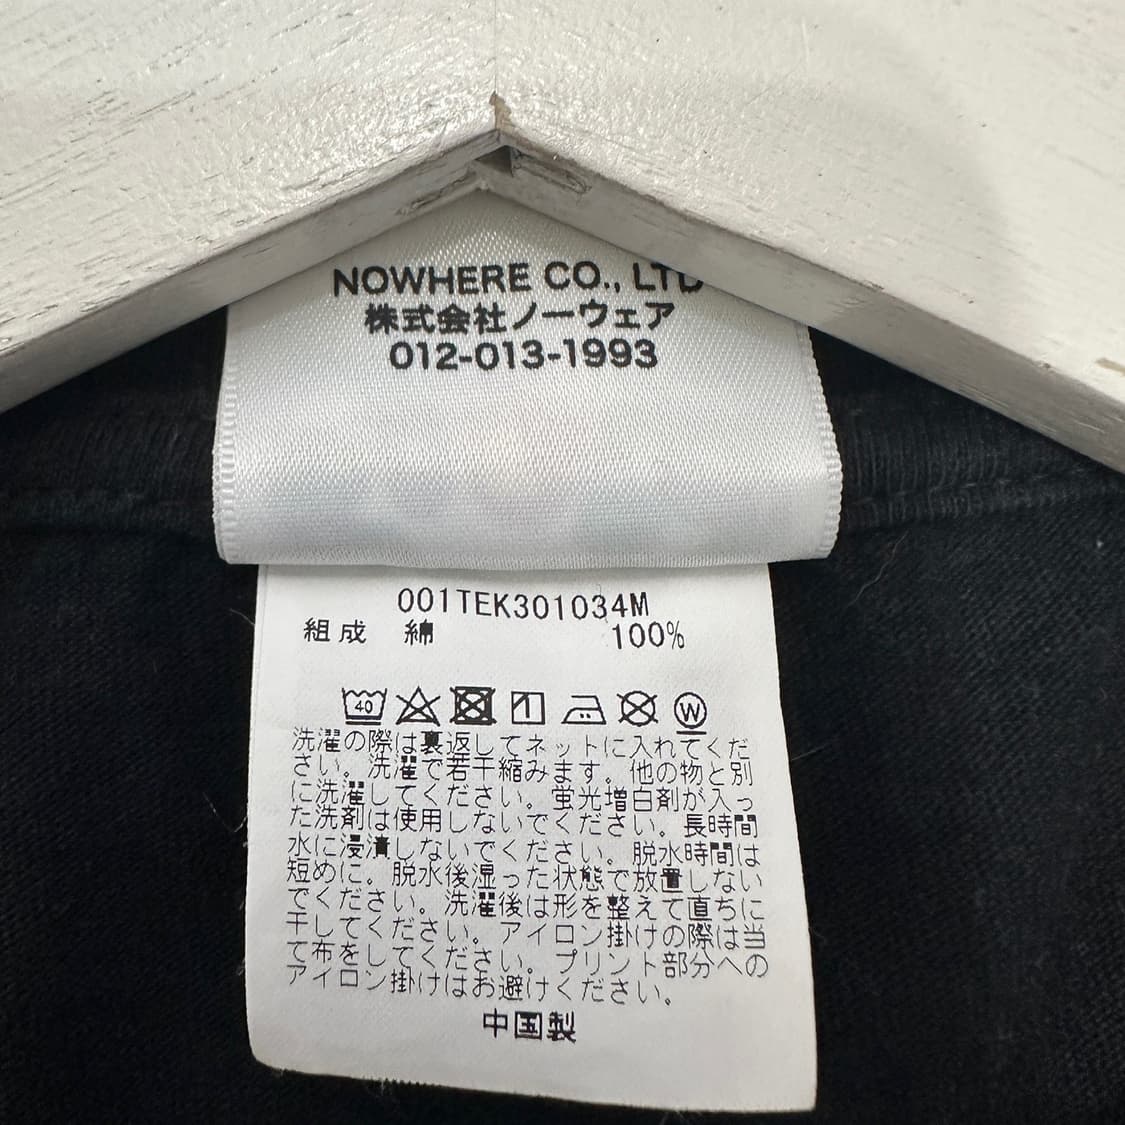 NOWHERE CO., LTD
株式会社ノーウェア
012-013-1993
001TEK301034M
組成 綿 100%
40
W
洗濯の際は裏返してネットに入れてくだ
さい。洗濯で若干縮みます。他の物と別
に洗濯してください。蛍光増白剤が入っ
た洗剤は使用しないでください。長時間
水に浸漬しないでください。脱水時間は
短めに。脱水後湿った状態で放置しない
でください。洗濯後は形を整えて直ちに
干してください。アイロン掛けの際は当
て布をしてください。プリント部分への
アイロン掛けはお避けください。
中国製